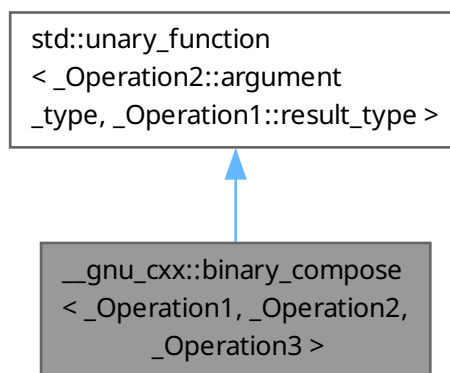 std::unary_function
< _Operation2::argument
_type, _Operation1::result_type >
__gnu_cxx::binary_compose
< _Operation1, _Operation2,
_Operation3 >